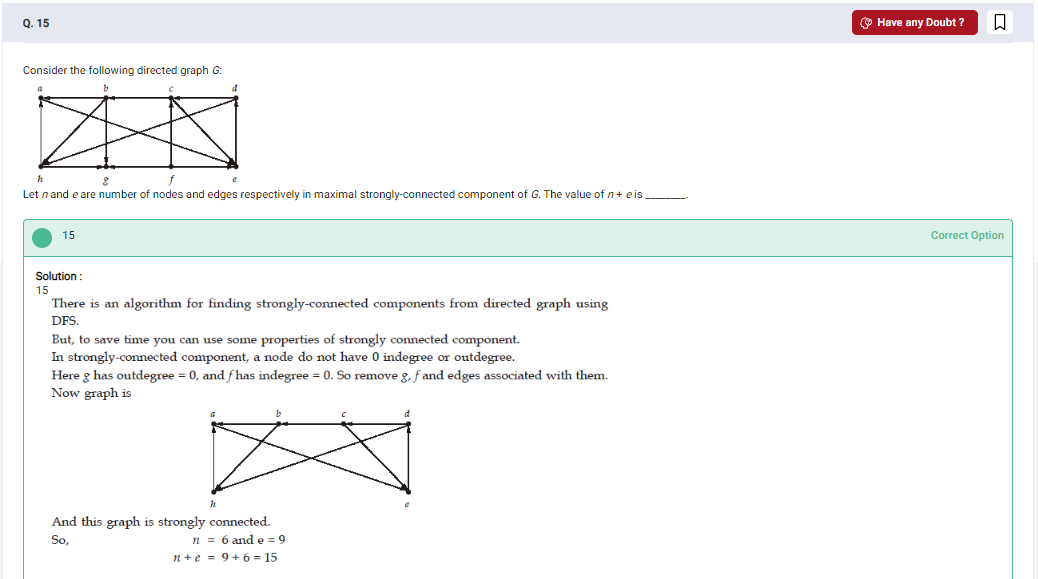 Q. 15
Have any Doubt ?
Consider the following directed graph G:
a b c d
h g f e
Let n and e are number of nodes and edges respectively in maximal strongly-connected component of G. The value of n + e is ________.
15
Correct Option
Solution :
15
There is an algorithm for finding strongly-connected components from directed graph using
DFS.
But, to save time you can use some properties of strongly connected component.
In strongly-connected component, a node do not have 0 indegree or outdegree.
Here g has outdegree = 0, and f has indegree = 0. So remove g, f and edges associated with them.
Now graph is
a b c d
h e
And this graph is strongly connected.
So, n = 6 and e = 9
n + e = 9 + 6 = 15